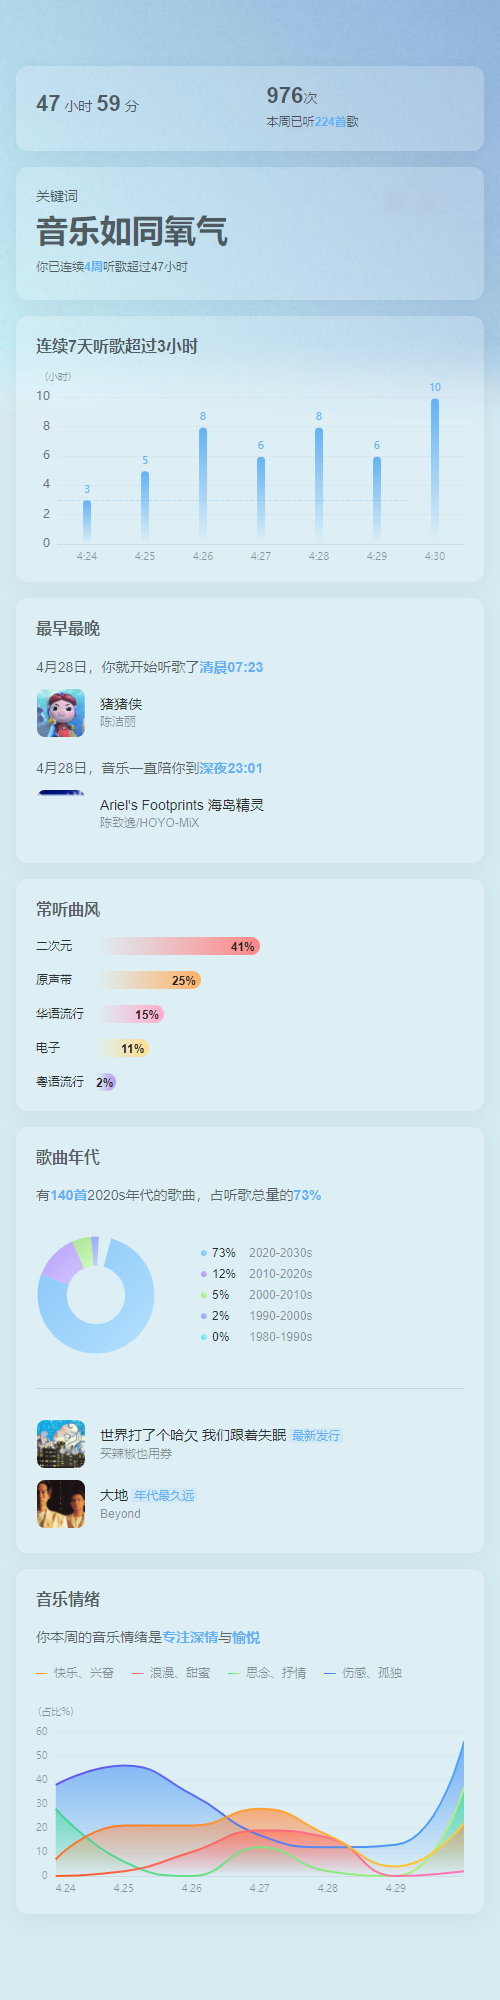 47 小时 59 分
976次
本周已听224首歌
关键词
音乐如同氧气
你已连续4周听歌超过47小时
连续7天听歌超过3小时
(小时)
10
8
6
4
2
0
3
5
8
6
8
6
10
4:24
4:25
4:26
4:27
4:28
4:29
4:30
最早最晚
4月28日，你就开始听歌了清晨07:23
猪猪侠
陈洁丽
4月28日，音乐一直陪你到深夜23:01
Ariel's Footprints 海岛精灵
陈致逸/HOYO-MiX
常听曲风
二次元 41%
原声带 25%
华语流行 15%
电子 11%
粤语流行 2%
歌曲年代
有140首2020s年代的歌曲，占听歌总量的73%
73% 2020-2030s
12% 2010-2020s
5% 2000-2010s
2% 1990-2000s
0% 1980-1990s
世界打了个哈欠 我们跟着失眠 最新发行
买辣椒也用券
大地 年代最久远
Beyond
音乐情绪
你本周的音乐情绪是专注深情与愉悦
快乐、兴奋 浪漫、甜蜜 思念、抒情 伤感、孤独
(占比%)
60
50
40
30
20
10
0
4.24
4.25
4.26
4.27
4.28
4.29